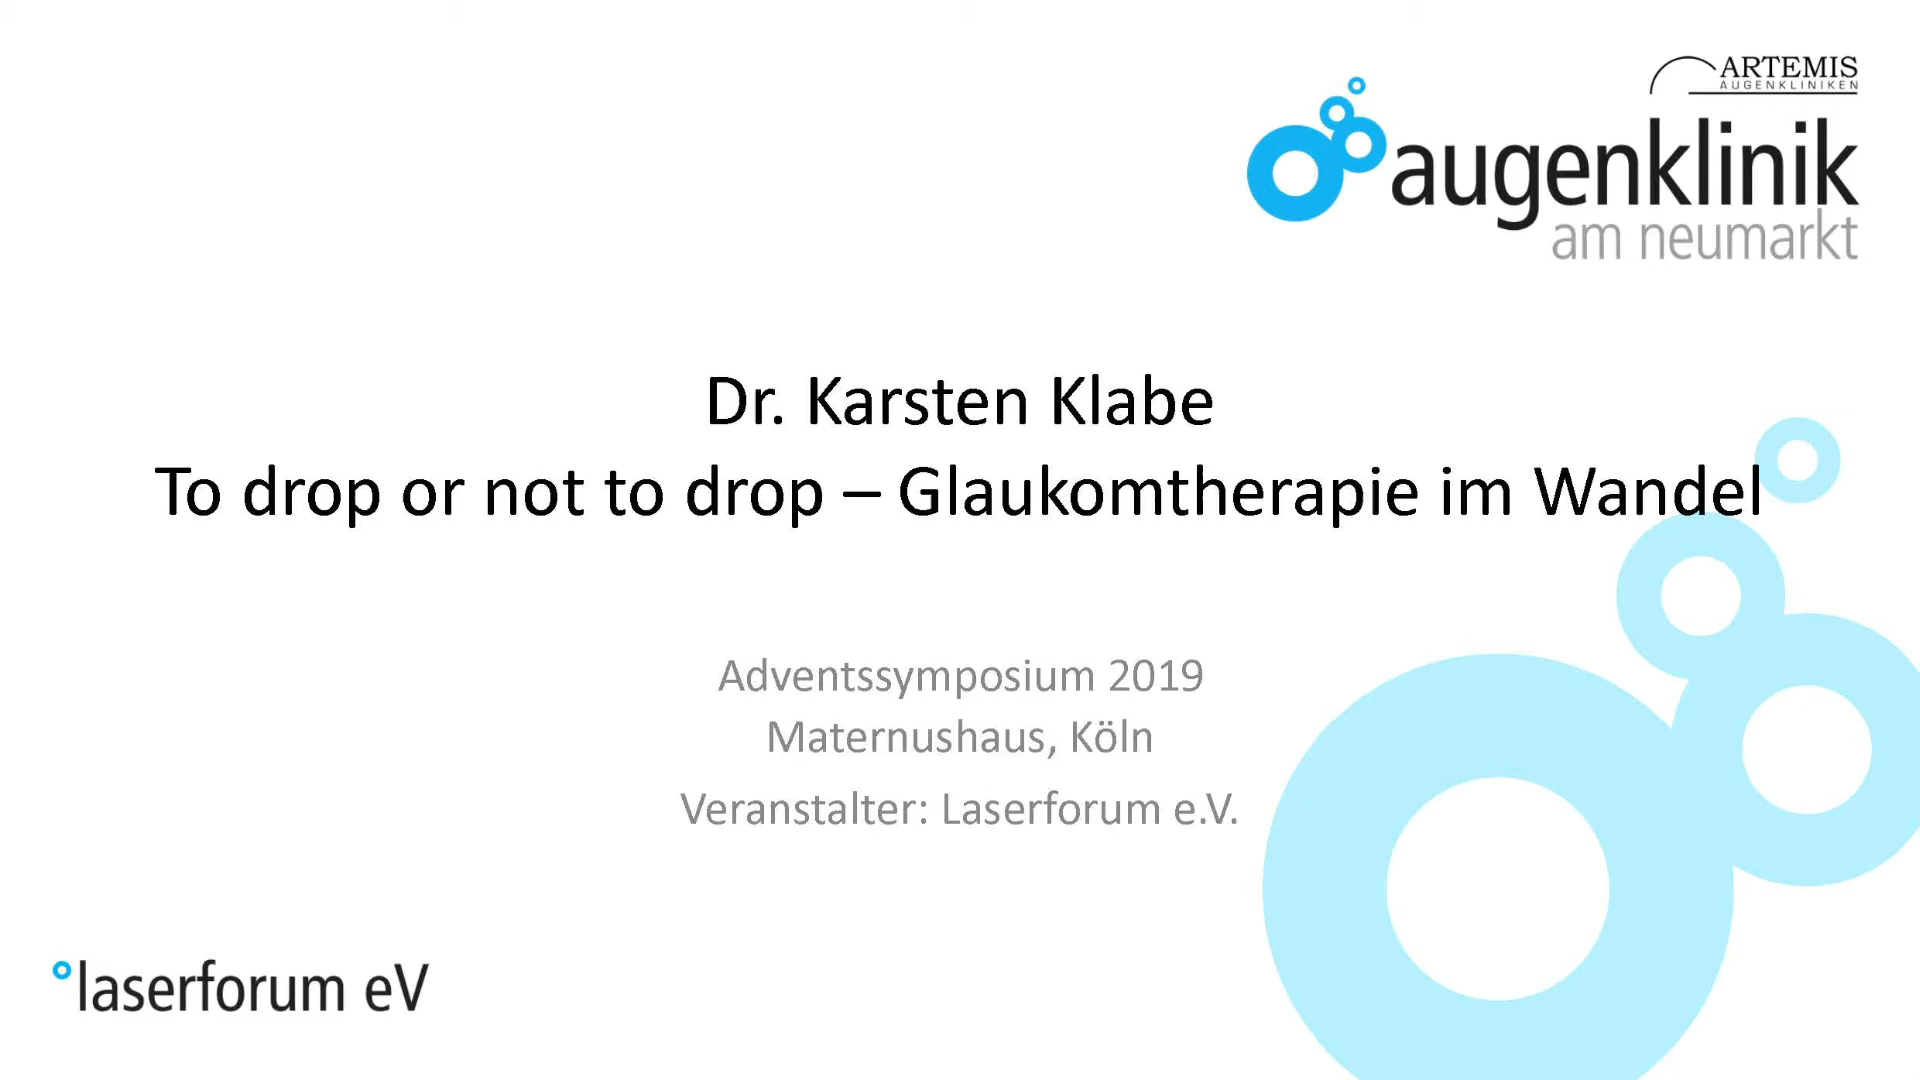 ARTEMIS
AUGENKLINIKEN
augenklinik
am neumarkt
Dr. Karsten Klabe
To drop or not to drop – Glaukomtherapie im Wandel
Adventssymposium 2019
Maternushaus, Köln
Veranstalter: Laserforum e.V.
laserforum eV